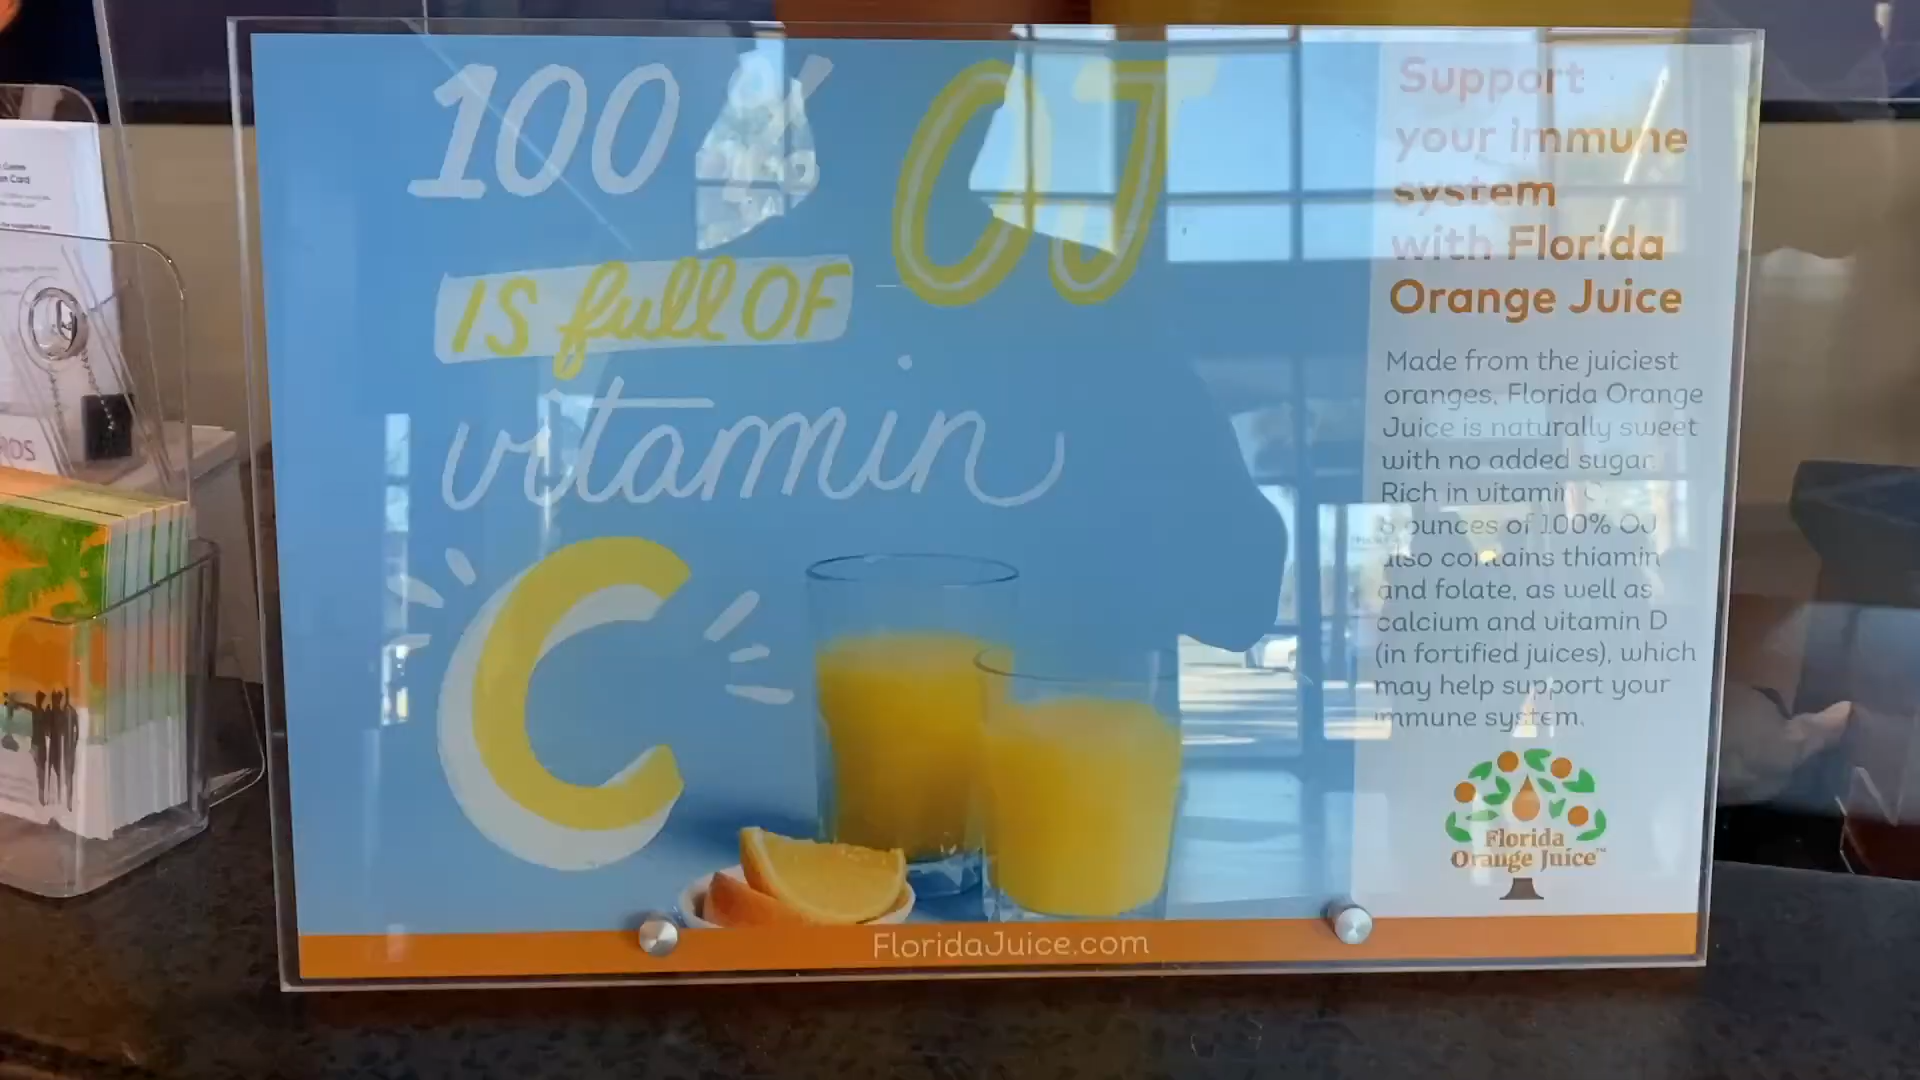 100% OJ
IS full OF
vitamin
C
Support
your immune
system
with Florida
Orange Juice
Made from the juiciest
oranges, Florida Orange
Juice is naturally sweet
with no added sugar.
Rich in vitamin C,
ounces of 100% OJ
also contains thiamin
and folate, as well as
calcium and vitamin D
(in fortified juices), which
may help support your
immune system.
Florida
Orange Juice™
FloridaJuice.com